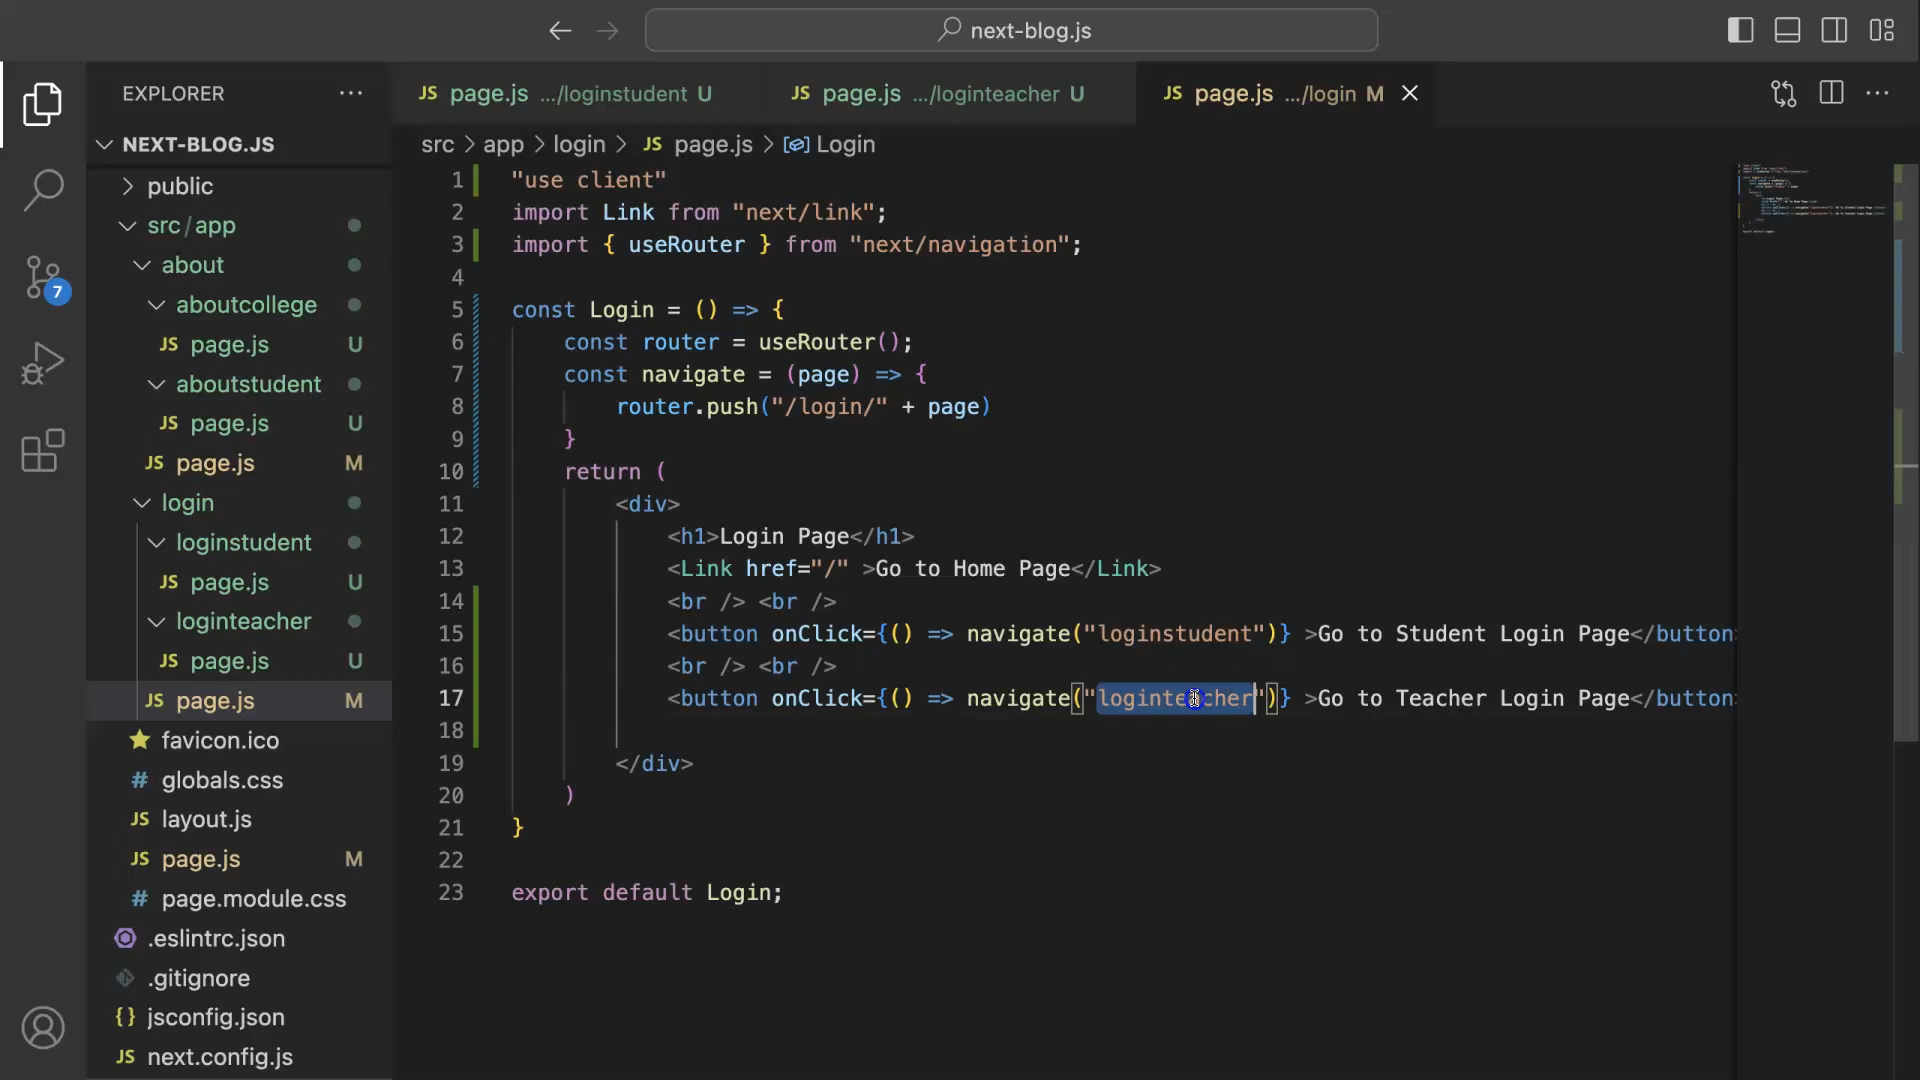 next-blog.js
EXPLORER
NEXT-BLOG.JS
public
src/app
about
aboutcollege
JS page.js U
aboutstudent
JS page.js U
JS page.js M
login
loginstudent
JS page.js U
loginteacher
JS page.js U
JS page.js M
favicon.ico
# globals.css
JS layout.js
JS page.js M
# page.module.css
.eslintrc.json
.gitignore
{} jsconfig.json
JS next.config.js
7
JS page.js .../loginstudent U
JS page.js .../loginteacher U
JS page.js .../login M
src > app > login > JS page.js > Login
1 "use client"
2 import Link from "next/link";
3 import { useRouter } from "next/navigation";
4
5 const Login = () => {
6 const router = useRouter();
7 const navigate = (page) => {
8 router.push("/login/" + page)
9 }
10 return (
11 <div>
12 <h1>Login Page</h1>
13 <Link href="/" >Go to Home Page</Link>
14 <br /> <br />
15 <button onClick={() => navigate("loginstudent")} >Go to Student Login Page</button
16 <br /> <br />
17 <button onClick={() => navigate("loginteacher")} >Go to Teacher Login Page</button
18
19 </div>
20 )
21 }
22
23 export default Login;